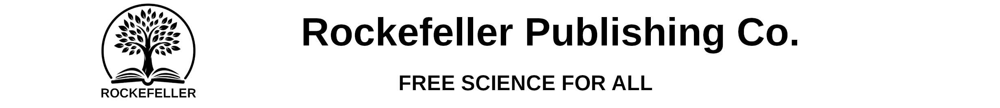 ROCKEFELLER
Rockefeller Publishing Co.
FREE SCIENCE FOR ALL